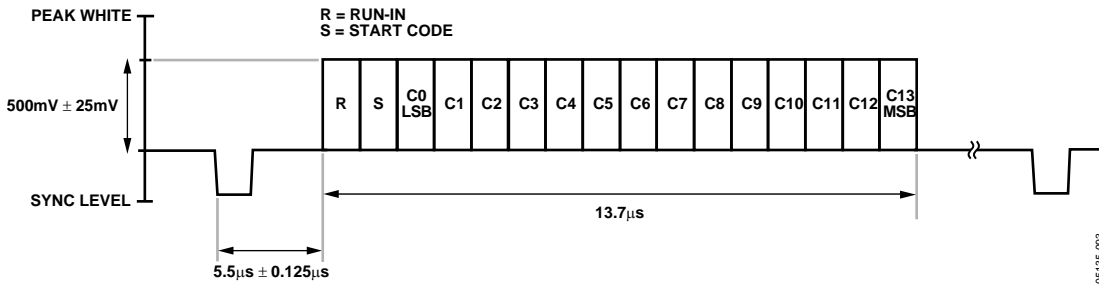 PEAK WHITE
R = RUN-IN
S = START CODE
500mV ± 25mV
R
S
C0
LSB
C1
C2
C3
C4
C5
C6
C7
C8
C9
C10
C11
C12
C13
MSB
SYNC LEVEL
13.7μs
5.5μs ± 0.125μs